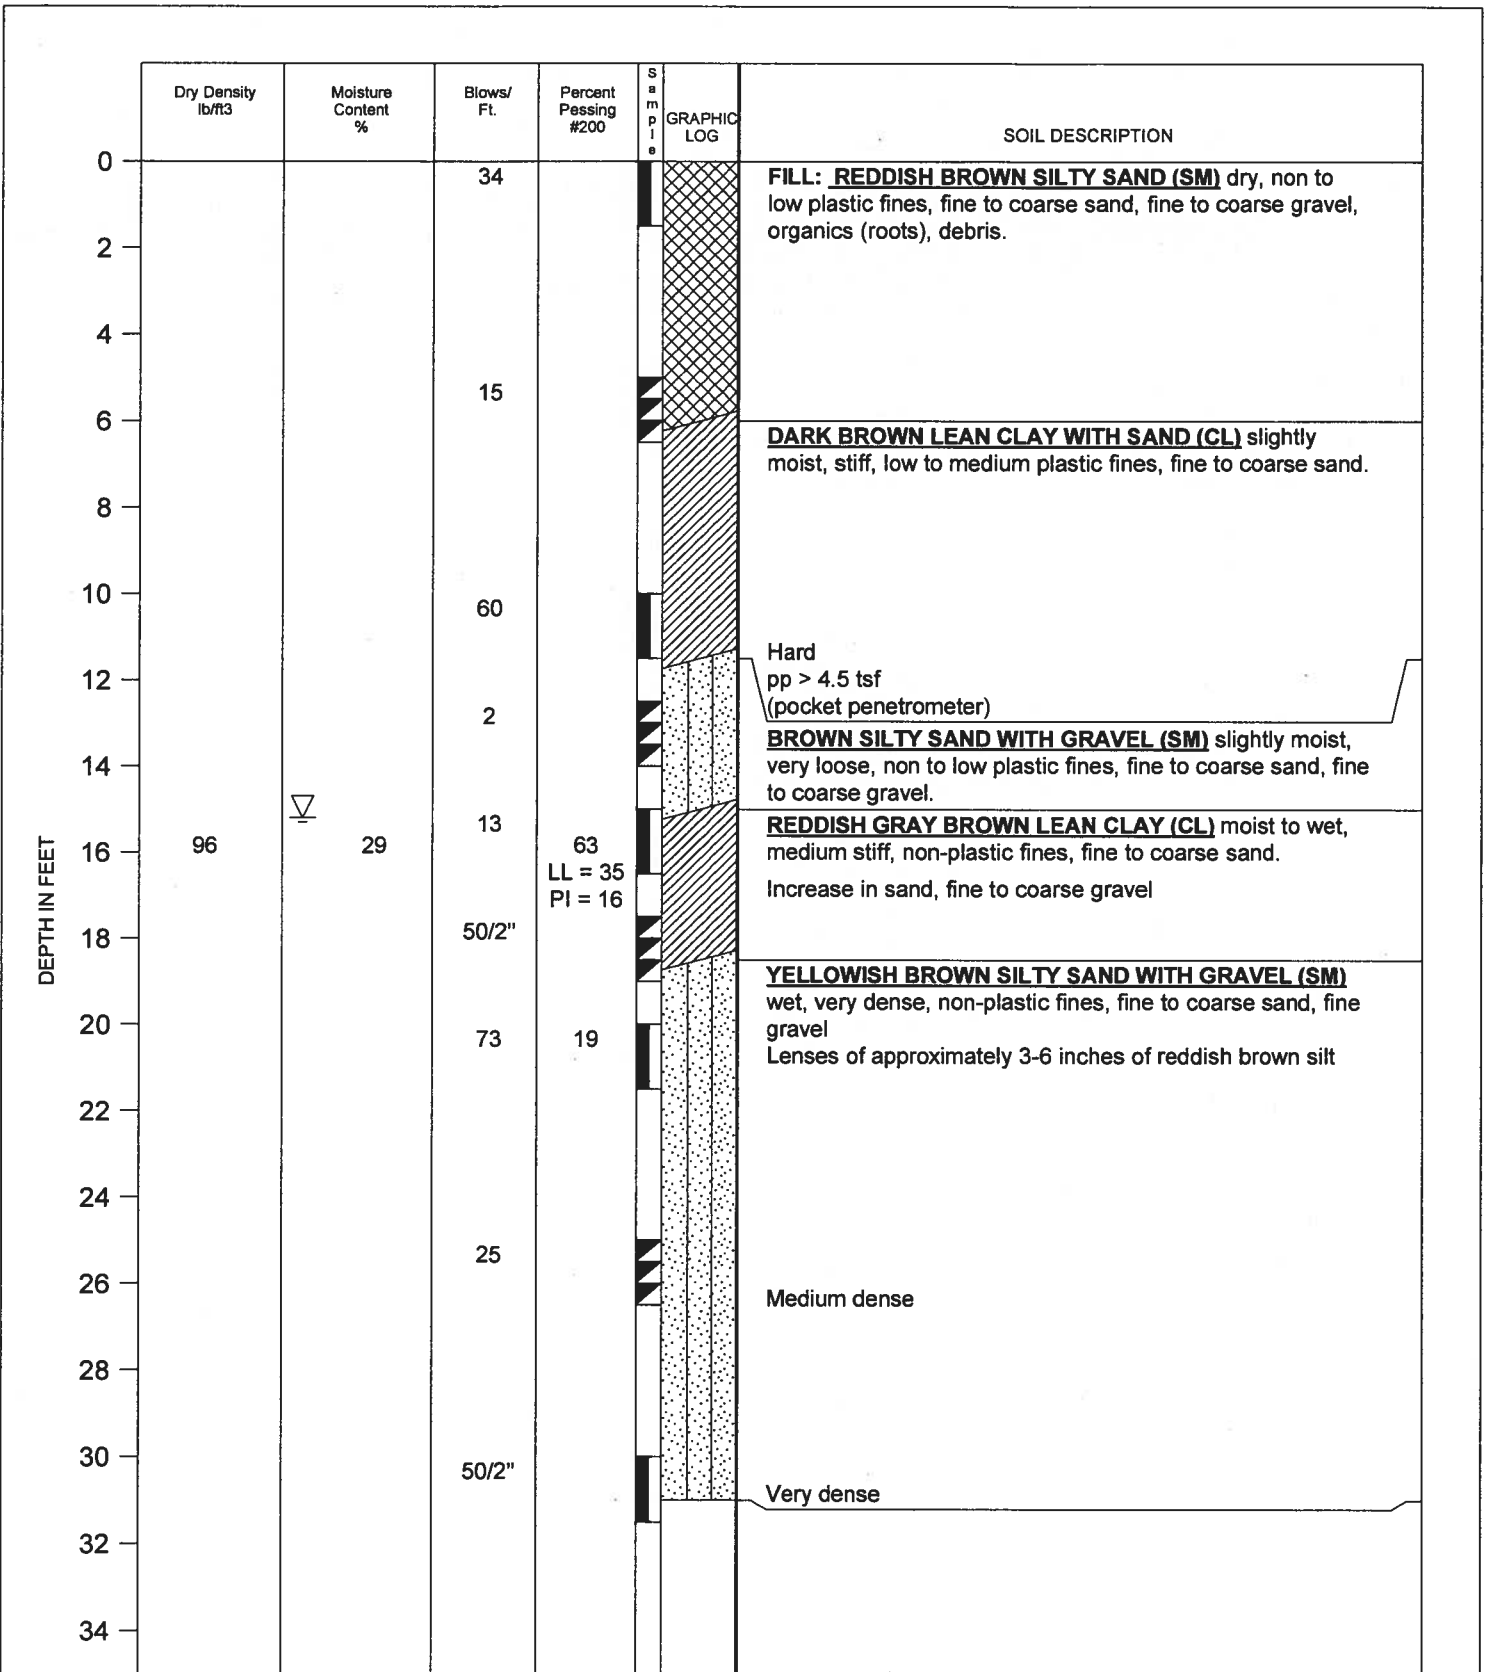 Dry Density
lb/ft3
Moisture
Content
%
Blows/
Ft.
Percent
Pessing
#200
Sample
GRAPHIC
LOG
SOIL DESCRIPTION
DEPTH IN FEET
0
34
FILL: REDDISH BROWN SILTY SAND (SM) dry, non to
low plastic fines, fine to coarse sand, fine to coarse gravel,
organics (roots), debris.
2
4
15
6
DARK BROWN LEAN CLAY WITH SAND (CL) slightly
moist, stiff, low to medium plastic fines, fine to coarse sand.
8
10
60
Hard
12
pp > 4.5 tsf
(pocket penetrometer)
2
BROWN SILTY SAND WITH GRAVEL (SM) slightly moist,
14
very loose, non to low plastic fines, fine to coarse sand, fine
to coarse gravel.
13
REDDISH GRAY BROWN LEAN CLAY (CL) moist to wet,
16
96
29
63
medium stiff, non-plastic fines, fine to coarse sand.
LL = 35
Increase in sand, fine to coarse gravel
PI = 16
18
50/2"
YELLOWISH BROWN SILTY SAND WITH GRAVEL (SM)
wet, very dense, non-plastic fines, fine to coarse sand, fine
20
gravel
73
19
Lenses of approximately 3-6 inches of reddish brown silt
22
24
25
26
Medium dense
28
30
50/2"
Very dense
32
34